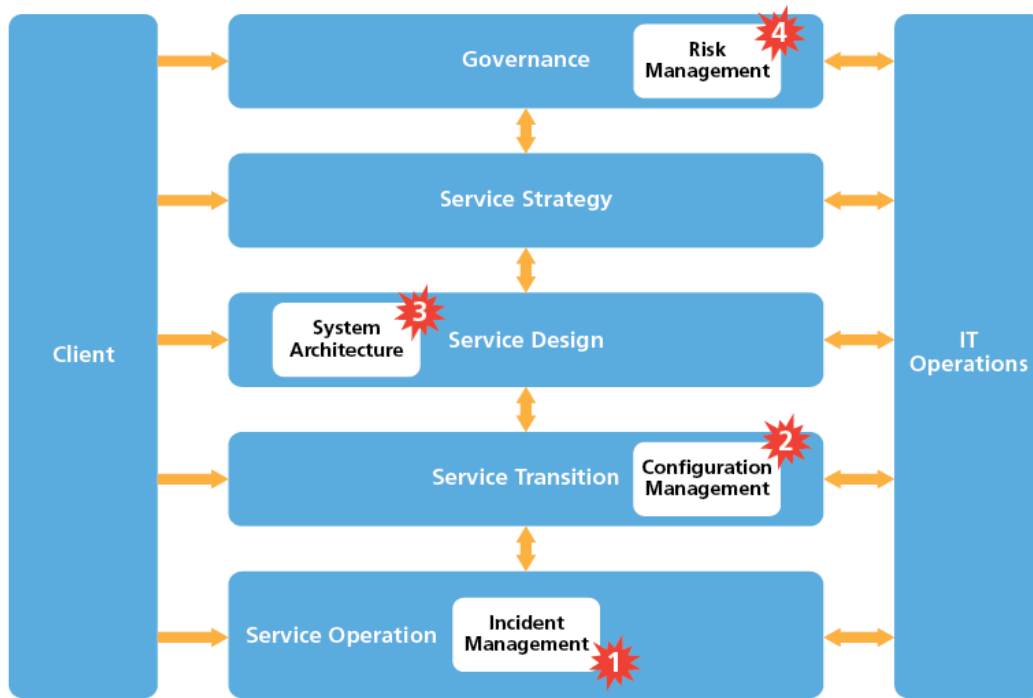 Governance
Risk
Management
4
Service Strategy
Client
System
Architecture
3
Service Design
IT
Operations
Service Transition
Configuration
Management
2
Service Operation
Incident
Management
1